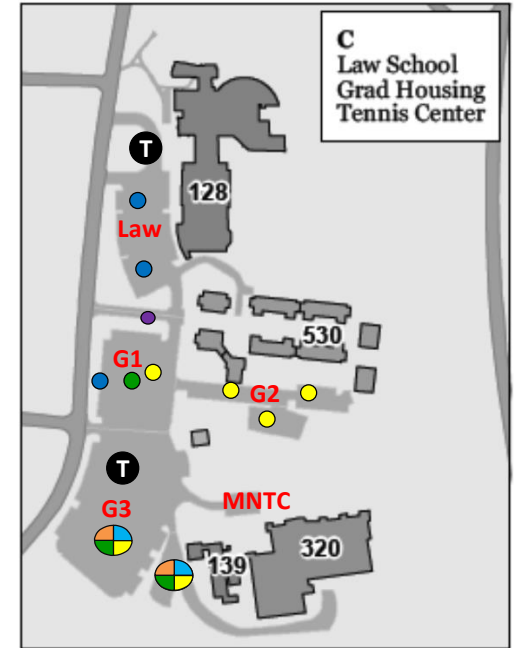 C
Law School
Grad Housing
Tennis Center
T
128
Law
530
G1
G2
T
G3
MNTC
320
139